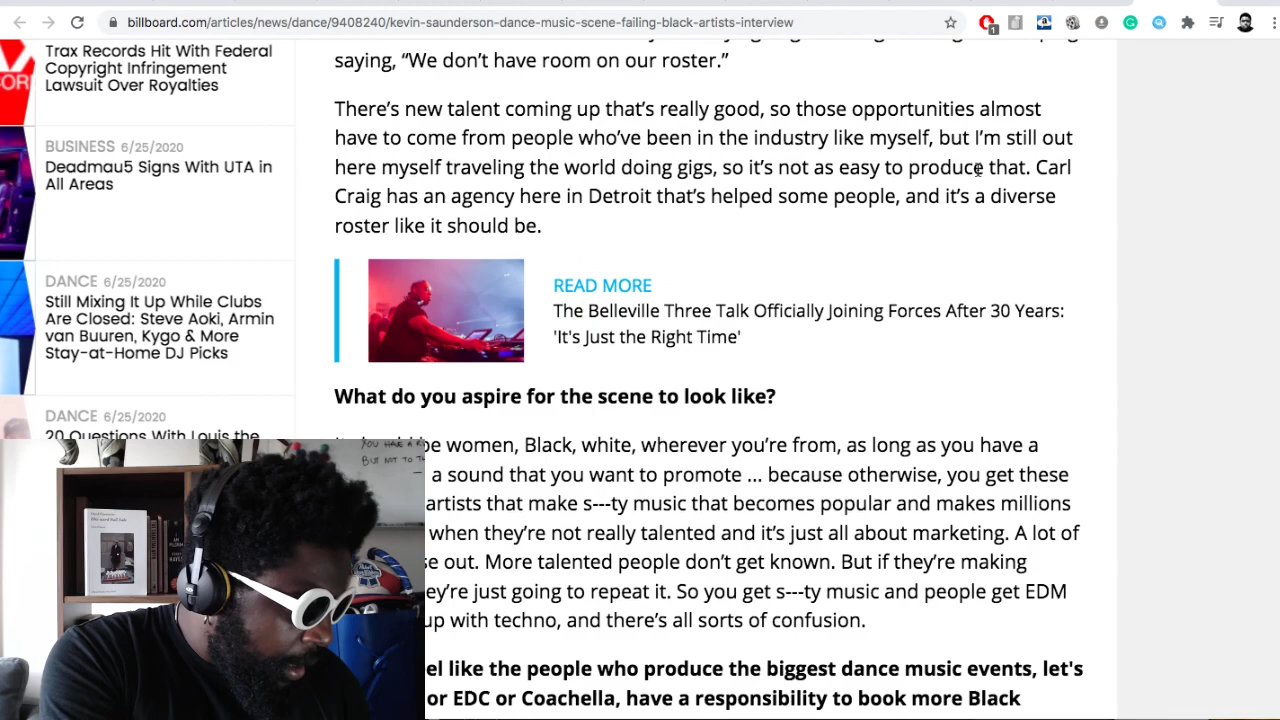 billboard.com/articles/news/dance/9408240/kevin-saunderson-dance-music-scene-failing-black-artists-interview
1
Trax Records Hit With Federal
Copyright Infringement
Lawsuit Over Royalties
BUSINESS 6/25/2020
Deadmau5 Signs With UTA in
All Areas
DANCE 6/25/2020
Still Mixing It Up While Clubs
Are Closed: Steve Aoki, Armin
van Buuren, Kygo & More
Stay-at-Home DJ Picks
DANCE 6/25/2020
20 Questions With Louis the
saying, “We don’t have room on our roster.”
There’s new talent coming up that’s really good, so those opportunities almost
have to come from people who’ve been in the industry like myself, but I’m still out
here myself traveling the world doing gigs, so it’s not as easy to produce that. Carl
Craig has an agency here in Detroit that’s helped some people, and it’s a diverse
roster like it should be.
READ MORE
The Belleville Three Talk Officially Joining Forces After 30 Years:
'It's Just the Right Time'
What do you aspire for the scene to look like?
be women, Black, white, wherever you’re from, as long as you have a
a sound that you want to promote ... because otherwise, you get these
artists that make s---ty music that becomes popular and makes millions
when they’re not really talented and it’s just all about marketing. A lot of
out. More talented people don’t get known. But if they’re making
just going to repeat it. So you get s---ty music and people get EDM
up with techno, and there’s all sorts of confusion.
like the people who produce the biggest dance music events, let's
or EDC or Coachella, have a responsibility to book more Black
YOU HAVE A
BUT NOT TO